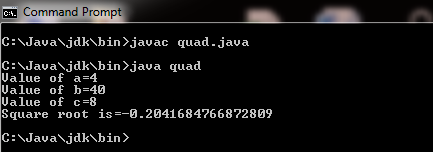 Command Prompt
C:\Java\jdk\bin>javac quad.java
C:\Java\jdk\bin>java quad
Value of a=4
Value of b=40
Value of c=8
Square root is=-0.2041684766872809
C:\Java\jdk\bin>